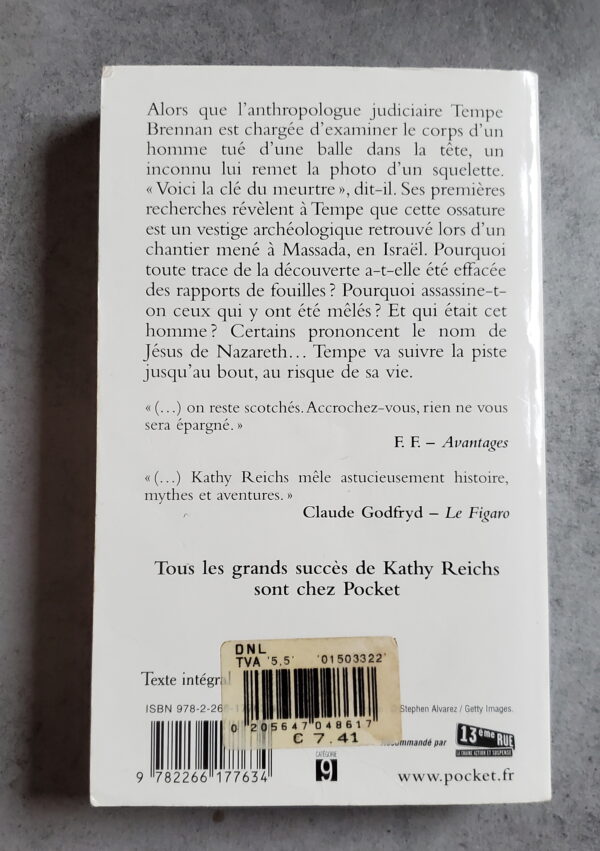 Alors que l'anthropologue judiciaire Tempe
Brennan est chargée d'examiner le corps d'un
homme tué d'une balle dans la tête, un
inconnu lui remet la photo d'un squelette.
« Voici la clé du meurtre », dit-il. Ses premières
recherches révèlent à Tempe que cette ossature
est un vestige archéologique retrouvé lors d'un
chantier mené à Massada, en Israël. Pourquoi
toute trace de la découverte a-t-elle été effacée
des rapports de fouilles ? Pourquoi assassine-t-
on ceux qui y ont été mêlés ? Et qui était cet
homme ? Certains prononcent le nom de
Jésus de Nazareth… Tempe va suivre la piste
jusqu'au bout, au risque de sa vie.
« (…) on reste scotchés. Accrochez-vous, rien ne vous
sera épargné. »
F. F. – Avantages
« (…) Kathy Reichs mêle astucieusement histoire,
mythes et aventures. »
Claude Godfryd – Le Figaro
Tous les grands succès de Kathy Reichs
sont chez Pocket
DNL
TVA '5,5' '01503322'
0 205647 048617
€ 7.41
Texte intégral
ISBN 978-2-26
© Stephen Alvarez / Getty Images.
Recommandé par
13ème RUE
LA CHAINE ACTION ET SUSPENSE
9 782266 177634
CATÉGORIE
9
www.pocket.fr